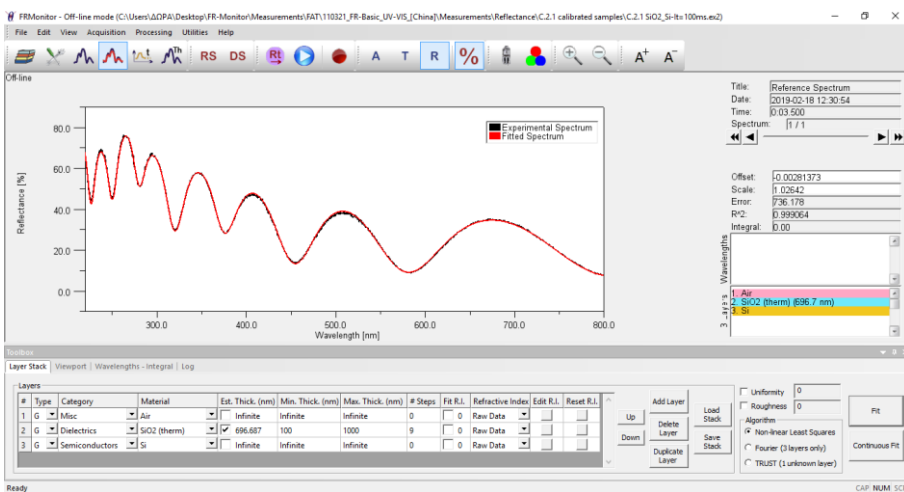 FRMonitor - Off-line mode (C:\Users\ΔΩΡΑ\Desktop\FR-Monitor\Measurements\FAT\110321_FR-Basic_UV-VIS_[China]\Measurements\Reflectance\C.2.1 calibrated samples\C.2.1 SiO2_Si-It=100ms.ex2)
File Edit View Acquisition Processing Utilities Help
Th RS DS Rt A T R % A+ A-
Off-line
Title: Reference Spectrum
Date: 2019-02-18 12:30:54
Time: 0:03.500
Spectrum: 1 / 1
Experimental Spectrum
Fitted Spectrum
80.0
60.0
40.0
20.0
0.0
Reflectance [%]
300.0 400.0 500.0 600.0 700.0 800.0
Wavelength [nm]
Offset: -0.00281373
Scale: 1.02642
Error: 736.178
R^2: 0.999064
Integral: 0.00
Wavelengths
1. Air
2. SiO2 (therm) (696.7 nm)
3. Si
Toolbox
Layer Stack Viewport Wavelengths - Integral Log
Layers
# Type Category Material Est. Thick. (nm) Min. Thick. (nm) Max. Thick. (nm) # Steps Fit R.I. Refractive Index Edit R.I. Reset R.I.
1 G Misc Air Infinite Infinite Infinite 0 0 Raw Data
2 G Dielectrics SiO2 (therm) 696.687 100 1000 9 0 Raw Data
3 G Semiconductors Si Infinite Infinite Infinite 0 0 Raw Data
Up
Down
Add Layer
Delete Layer
Duplicate Layer
Load Stack
Save Stack
Uniformity 0
Roughness 0
Algorithm
Non-linear Least Squares
Fourier (3 layers only)
TRUST (1 unknown layer)
Fit
Continuous Fit
Ready
CAP NUM